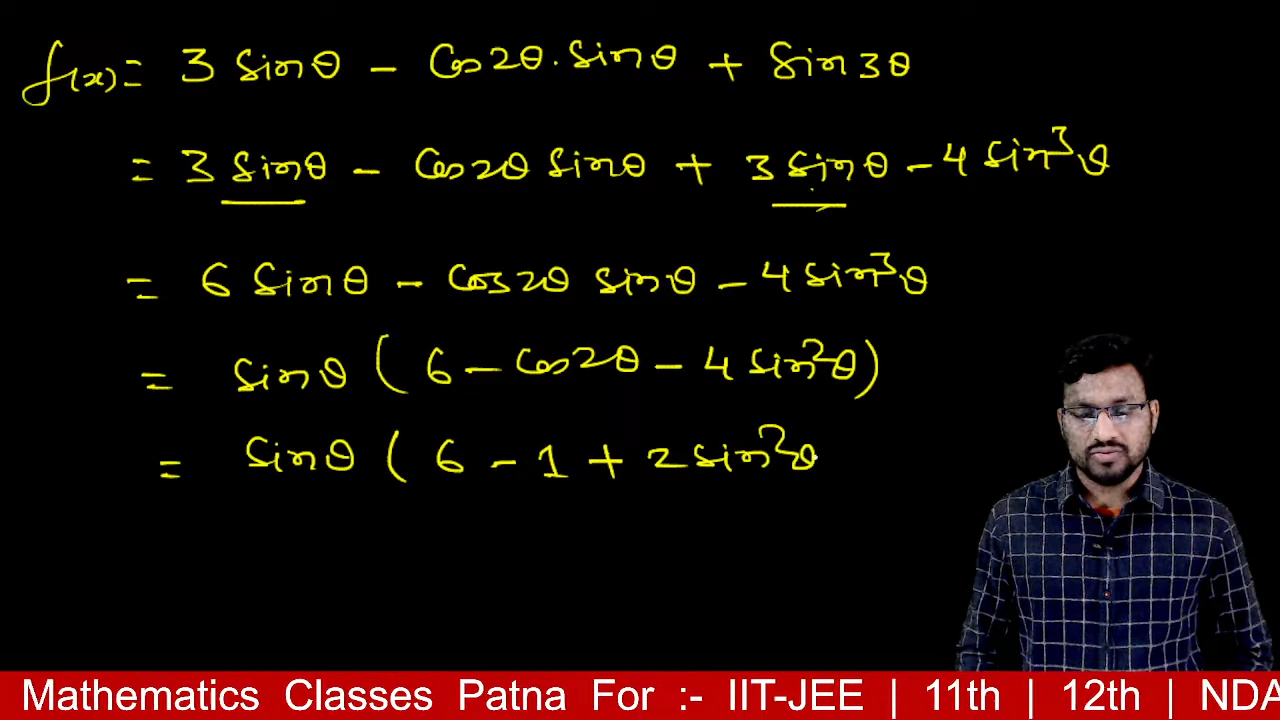 f(x) = 3 sinθ - cos2θ.sinθ + sin3θ
= 3 sinθ - cos2θ sinθ + 3 sinθ - 4 sin³θ
= 6 sinθ - cos2θ sinθ - 4 sin³θ
= sinθ ( 6 - cos2θ - 4 sin²θ)
= sinθ ( 6 - 1 + 2 sin²θ
Mathematics Classes Patna For :- IIT-JEE | 11th | 12th | NDA